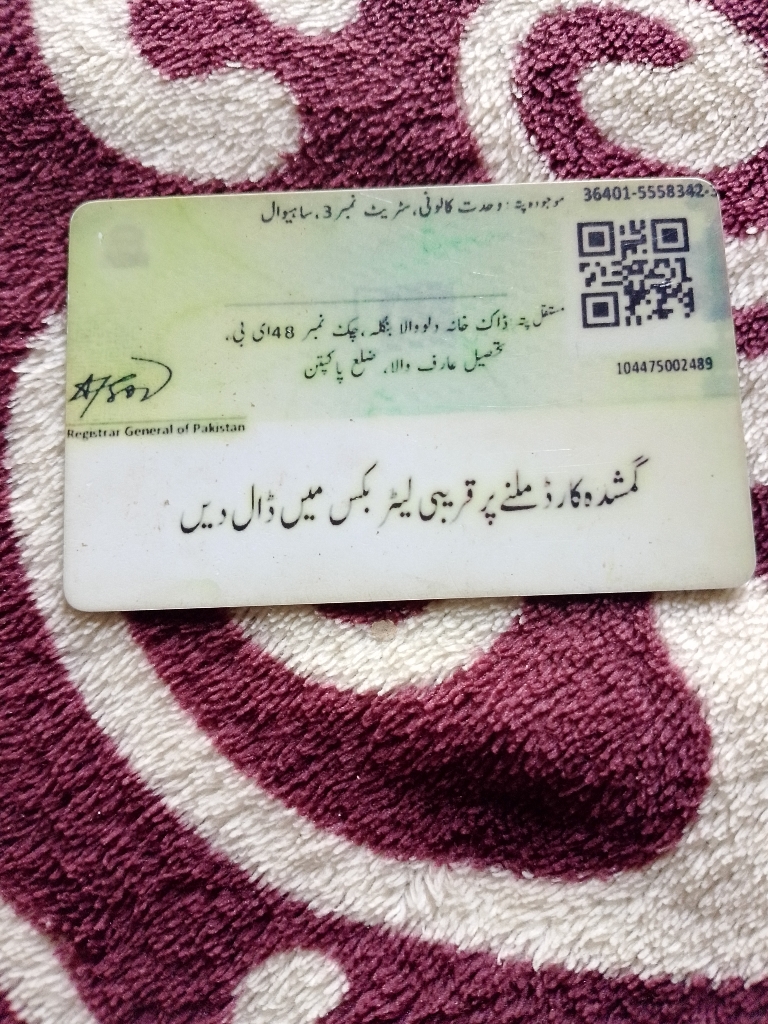 موجودہ پتہ: وحدت کالونی، سٹریٹ نمبر 3، ساہیوال
36401-5558342-
مستقل پتہ: ڈاک خانہ دلووالا بنگلہ، چک نمبر 48 ای بی،
تحصیل عارف والا، ضلع پاکپتن
104475002489
Registrar General of Pakistan
گمشدہ کارڈ ملنے پر قریبی لیٹر بکس میں ڈال دیں